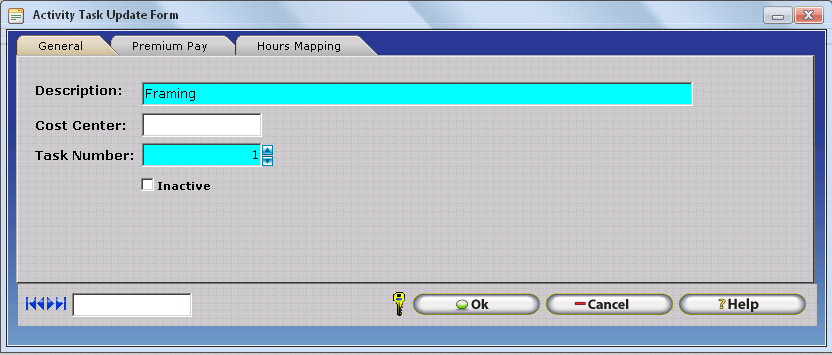 Activity Task Update Form
General Premium Pay Hours Mapping
Description: Framing
Cost Center:
Task Number: 1
Inactive
Ok Cancel ?Help